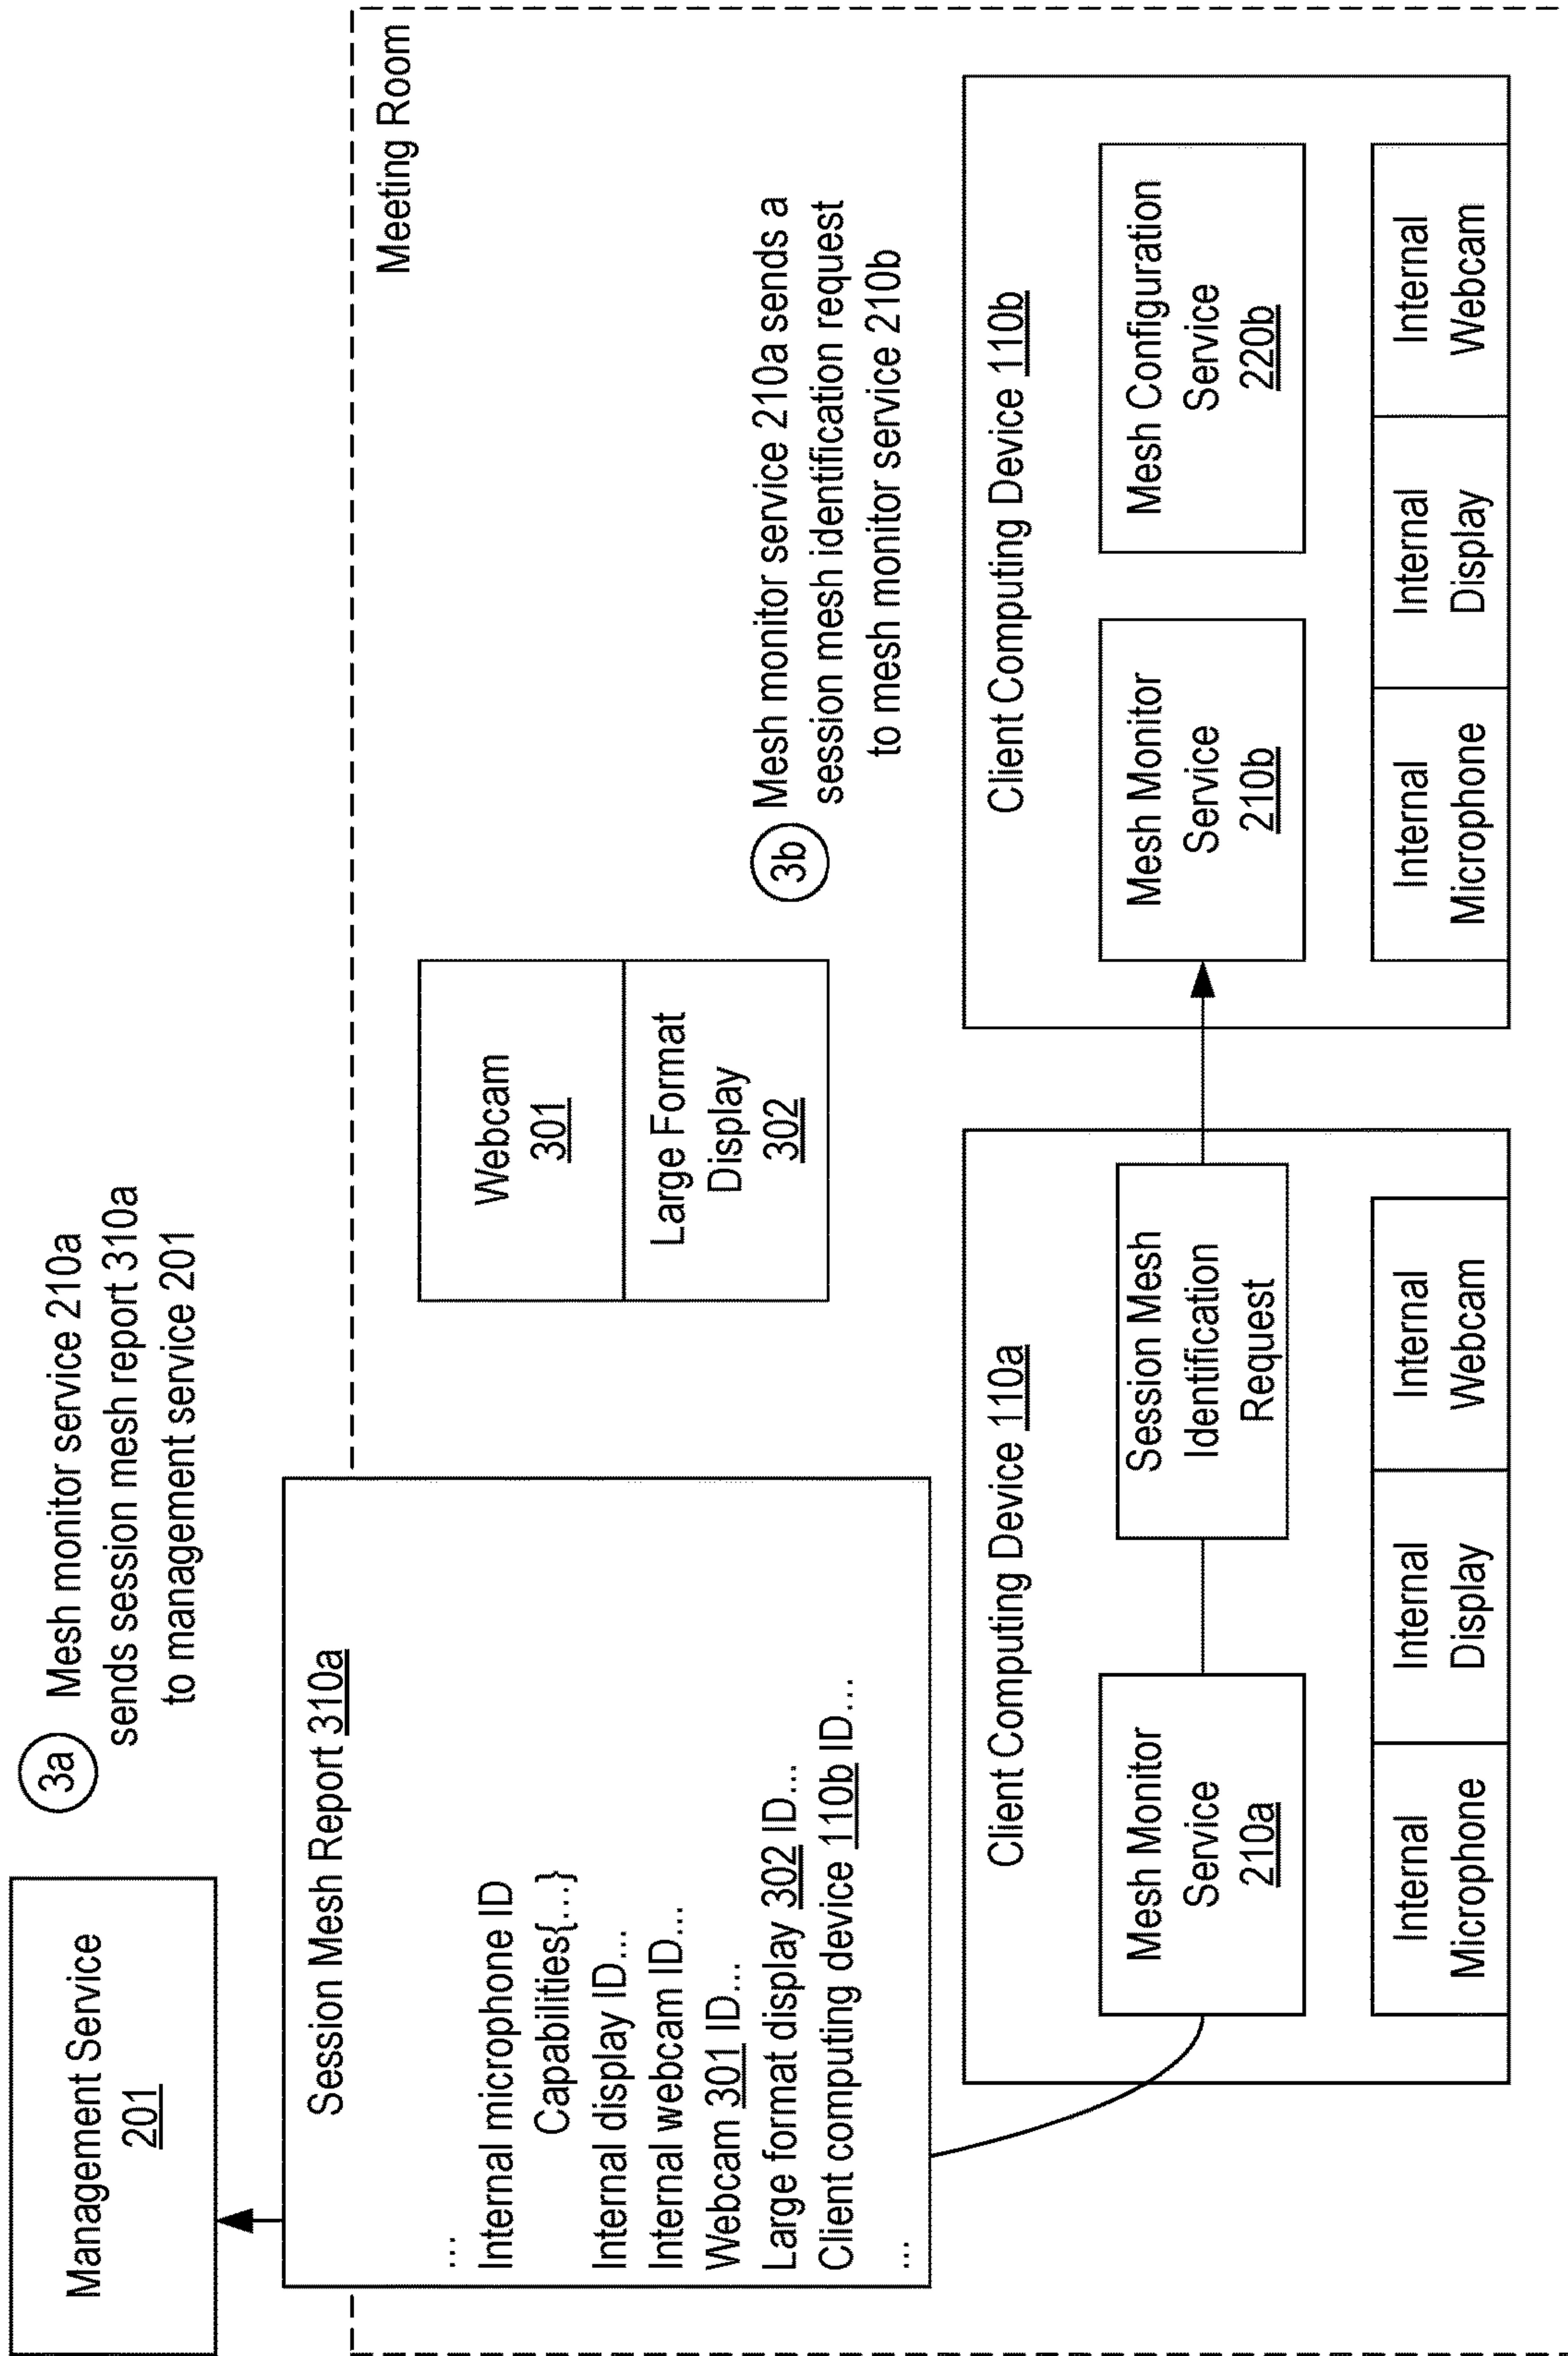 Management Service
201
3a
Mesh monitor service 210a
sends session mesh report 310a
to management service 201
Meeting Room
Session Mesh Report 310a
...
Internal microphone ID
Capabilities{...}
Internal display ID...
Internal webcam ID...
Webcam 301 ID...
Large format display 302 ID...
Client computing device 110b ID...
...
Webcam
301
Large Format
Display
302
3b
Mesh monitor service 210a sends a
session mesh identification request
to mesh monitor service 210b
Client Computing Device 110a
Mesh Monitor
Service
210a
Session Mesh
Identification
Request
Internal
Microphone
Internal
Display
Internal
Webcam
Client Computing Device 110b
Mesh Monitor
Service
210b
Mesh Configuration
Service
220b
Internal
Microphone
Internal
Display
Internal
Webcam